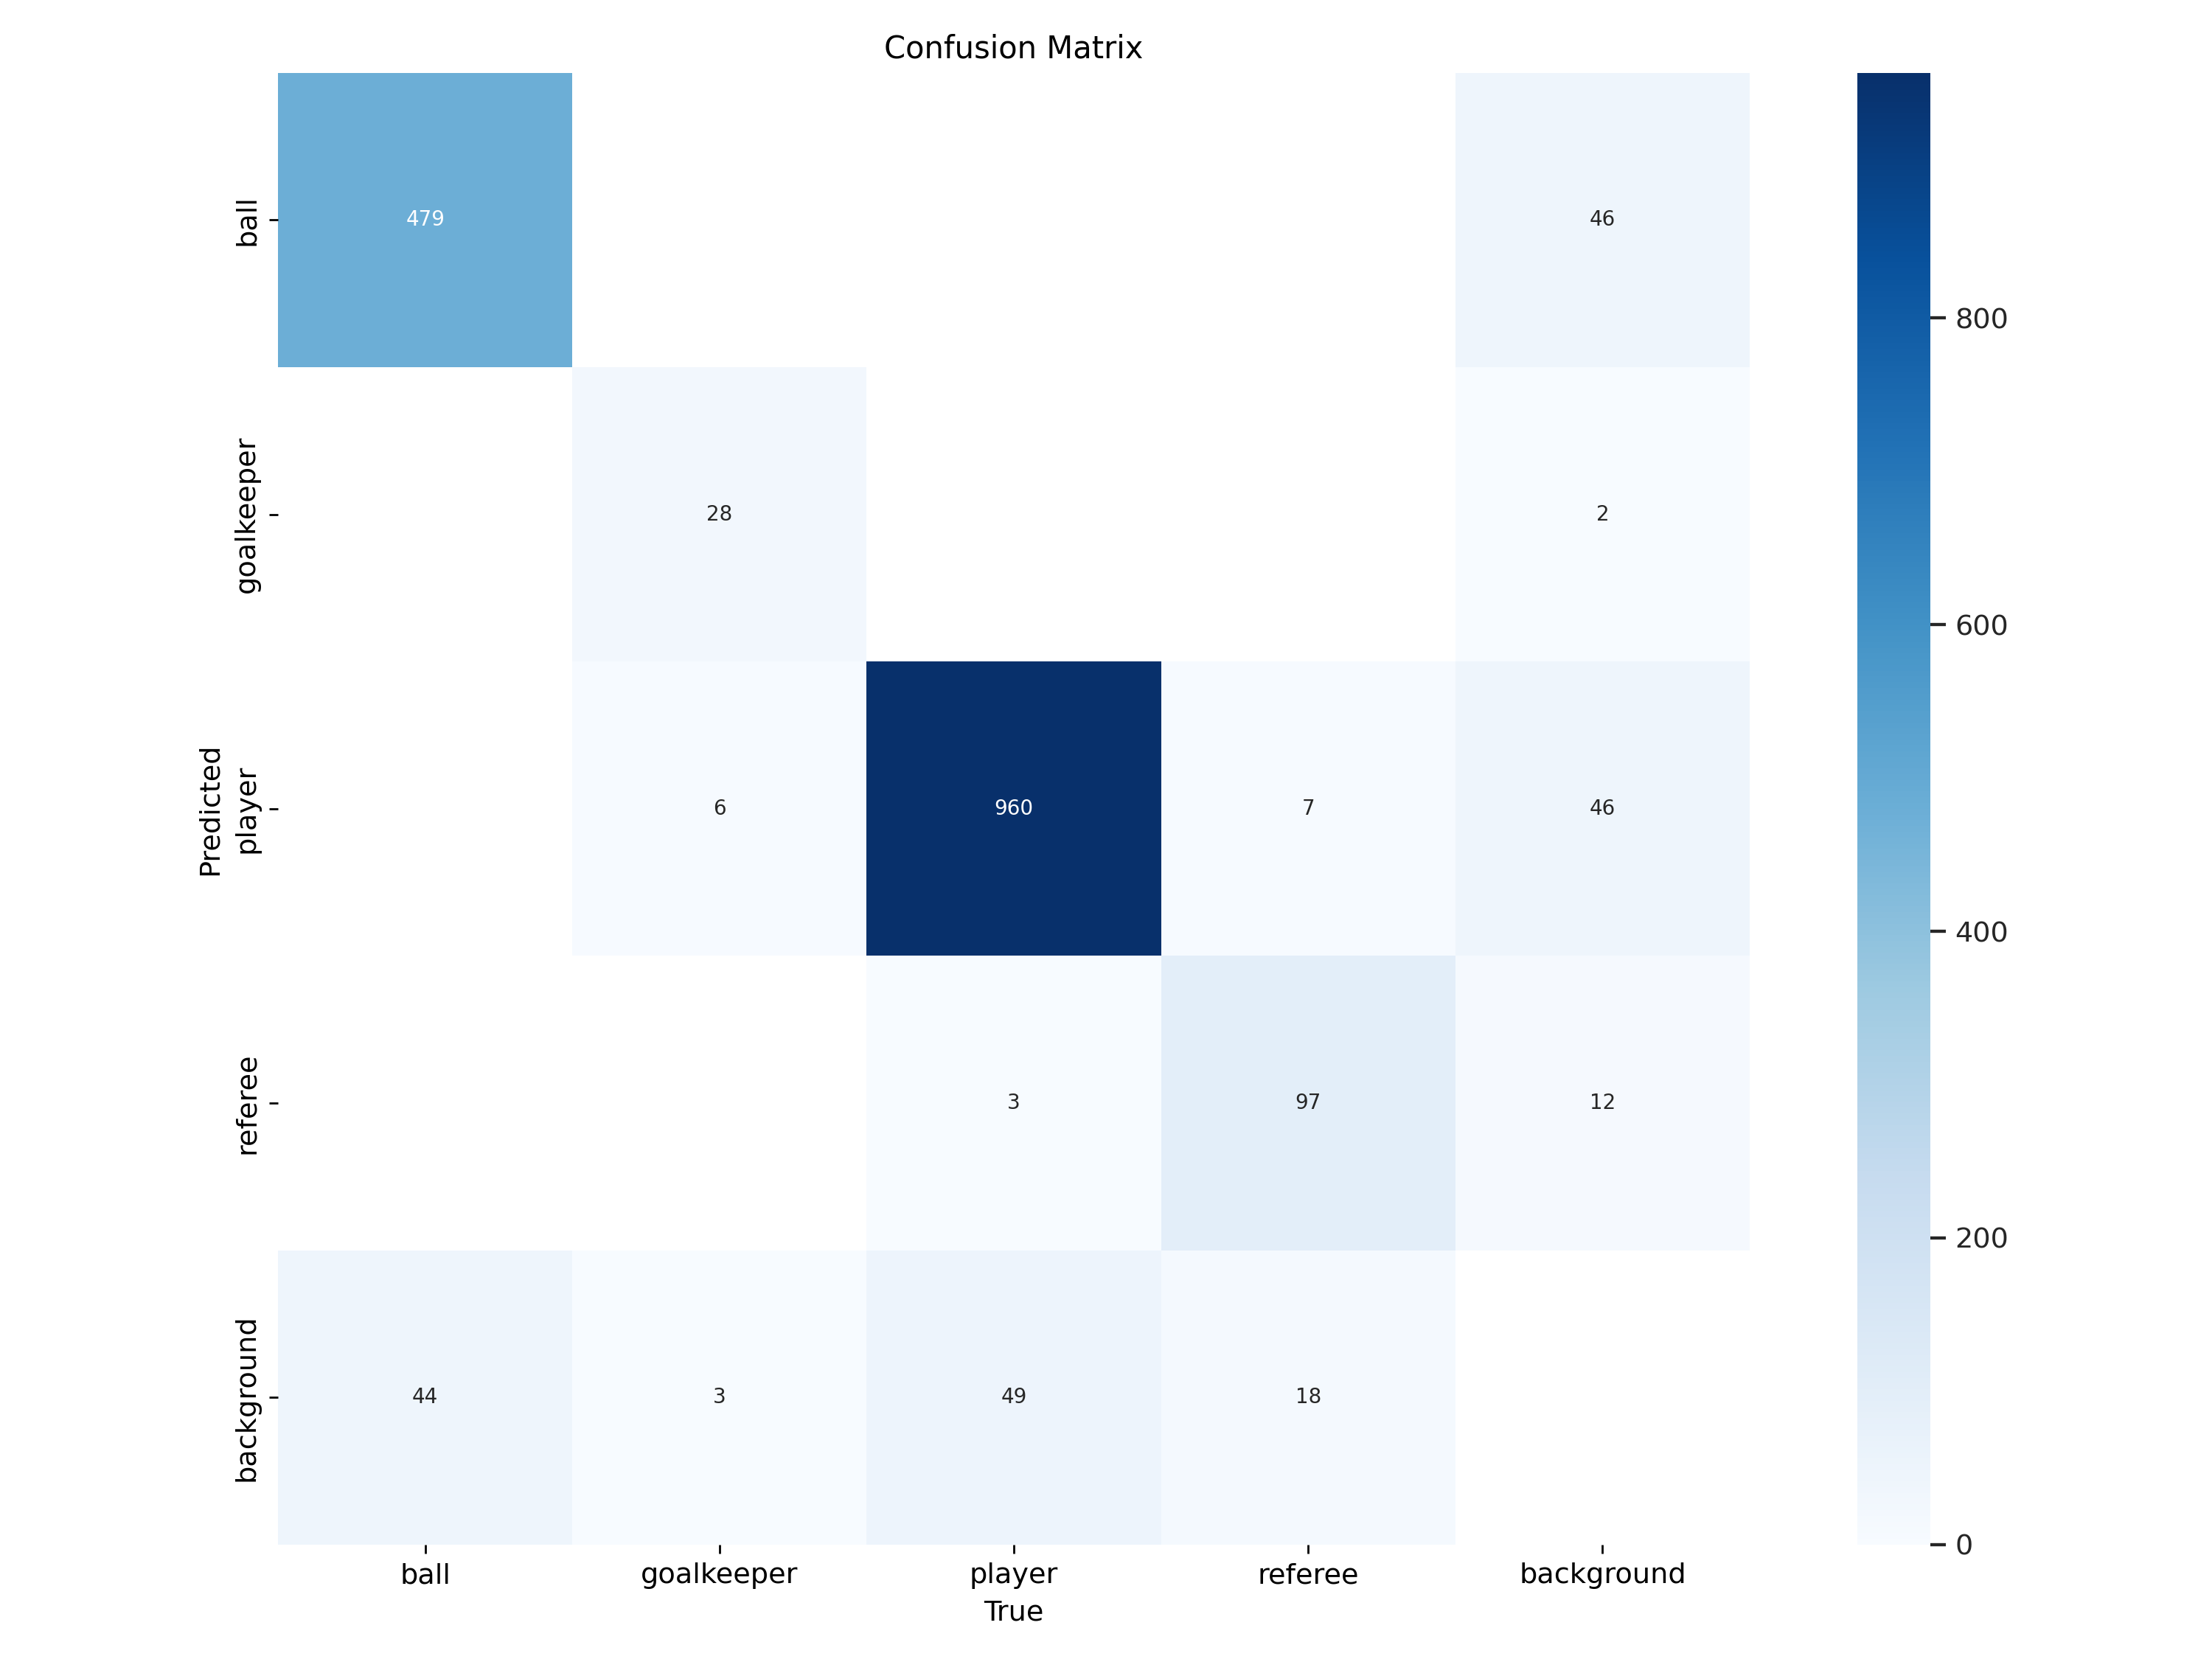 Confusion Matrix
ball
479
46
800
goalkeeper
28
2
600
Predicted
player
6
960
7
46
400
referee
3
97
12
200
background
44
3
49
18
0
ball
goalkeeper
player
referee
background
True